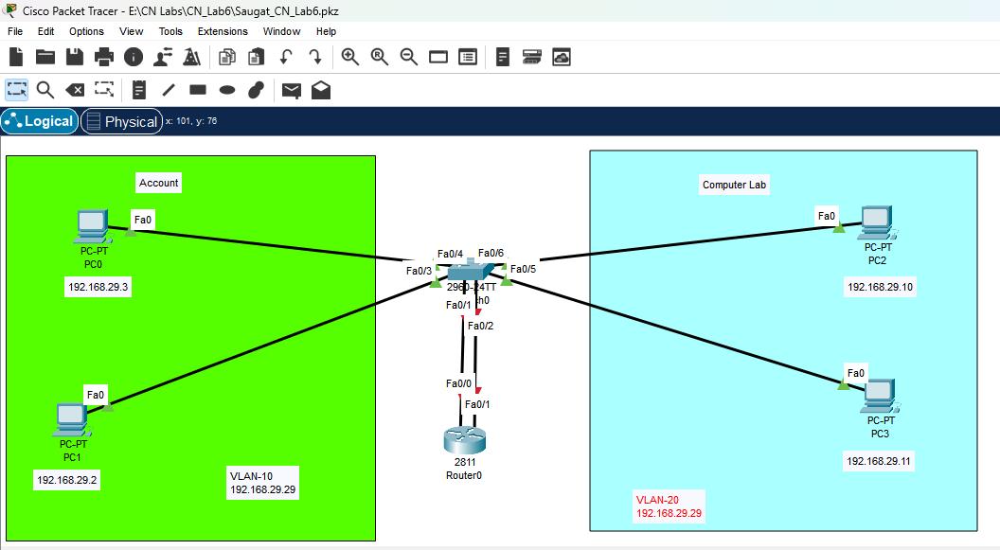 Cisco Packet Tracer - E:\CN Labs\CN_Lab6\Saugat_CN_Lab6.pkz
File Edit Options View Tools Extensions Window Help
Logical Physical x: 101, y: 76
Account
Computer Lab
Fa0
PC-PT
PC0
192.168.29.3
Fa0
PC-PT
PC2
192.168.29.10
Fa0/4
Fa0/6
Fa0/3
Fa0/5
2960-24TT
ch0
Fa0/1
Fa0/2
Fa0/0
Fa0/1
2811
Router0
Fa0
PC-PT
PC1
192.168.29.2
VLAN-10
192.168.29.29
Fa0
PC-PT
PC3
192.168.29.11
VLAN-20
192.168.29.29